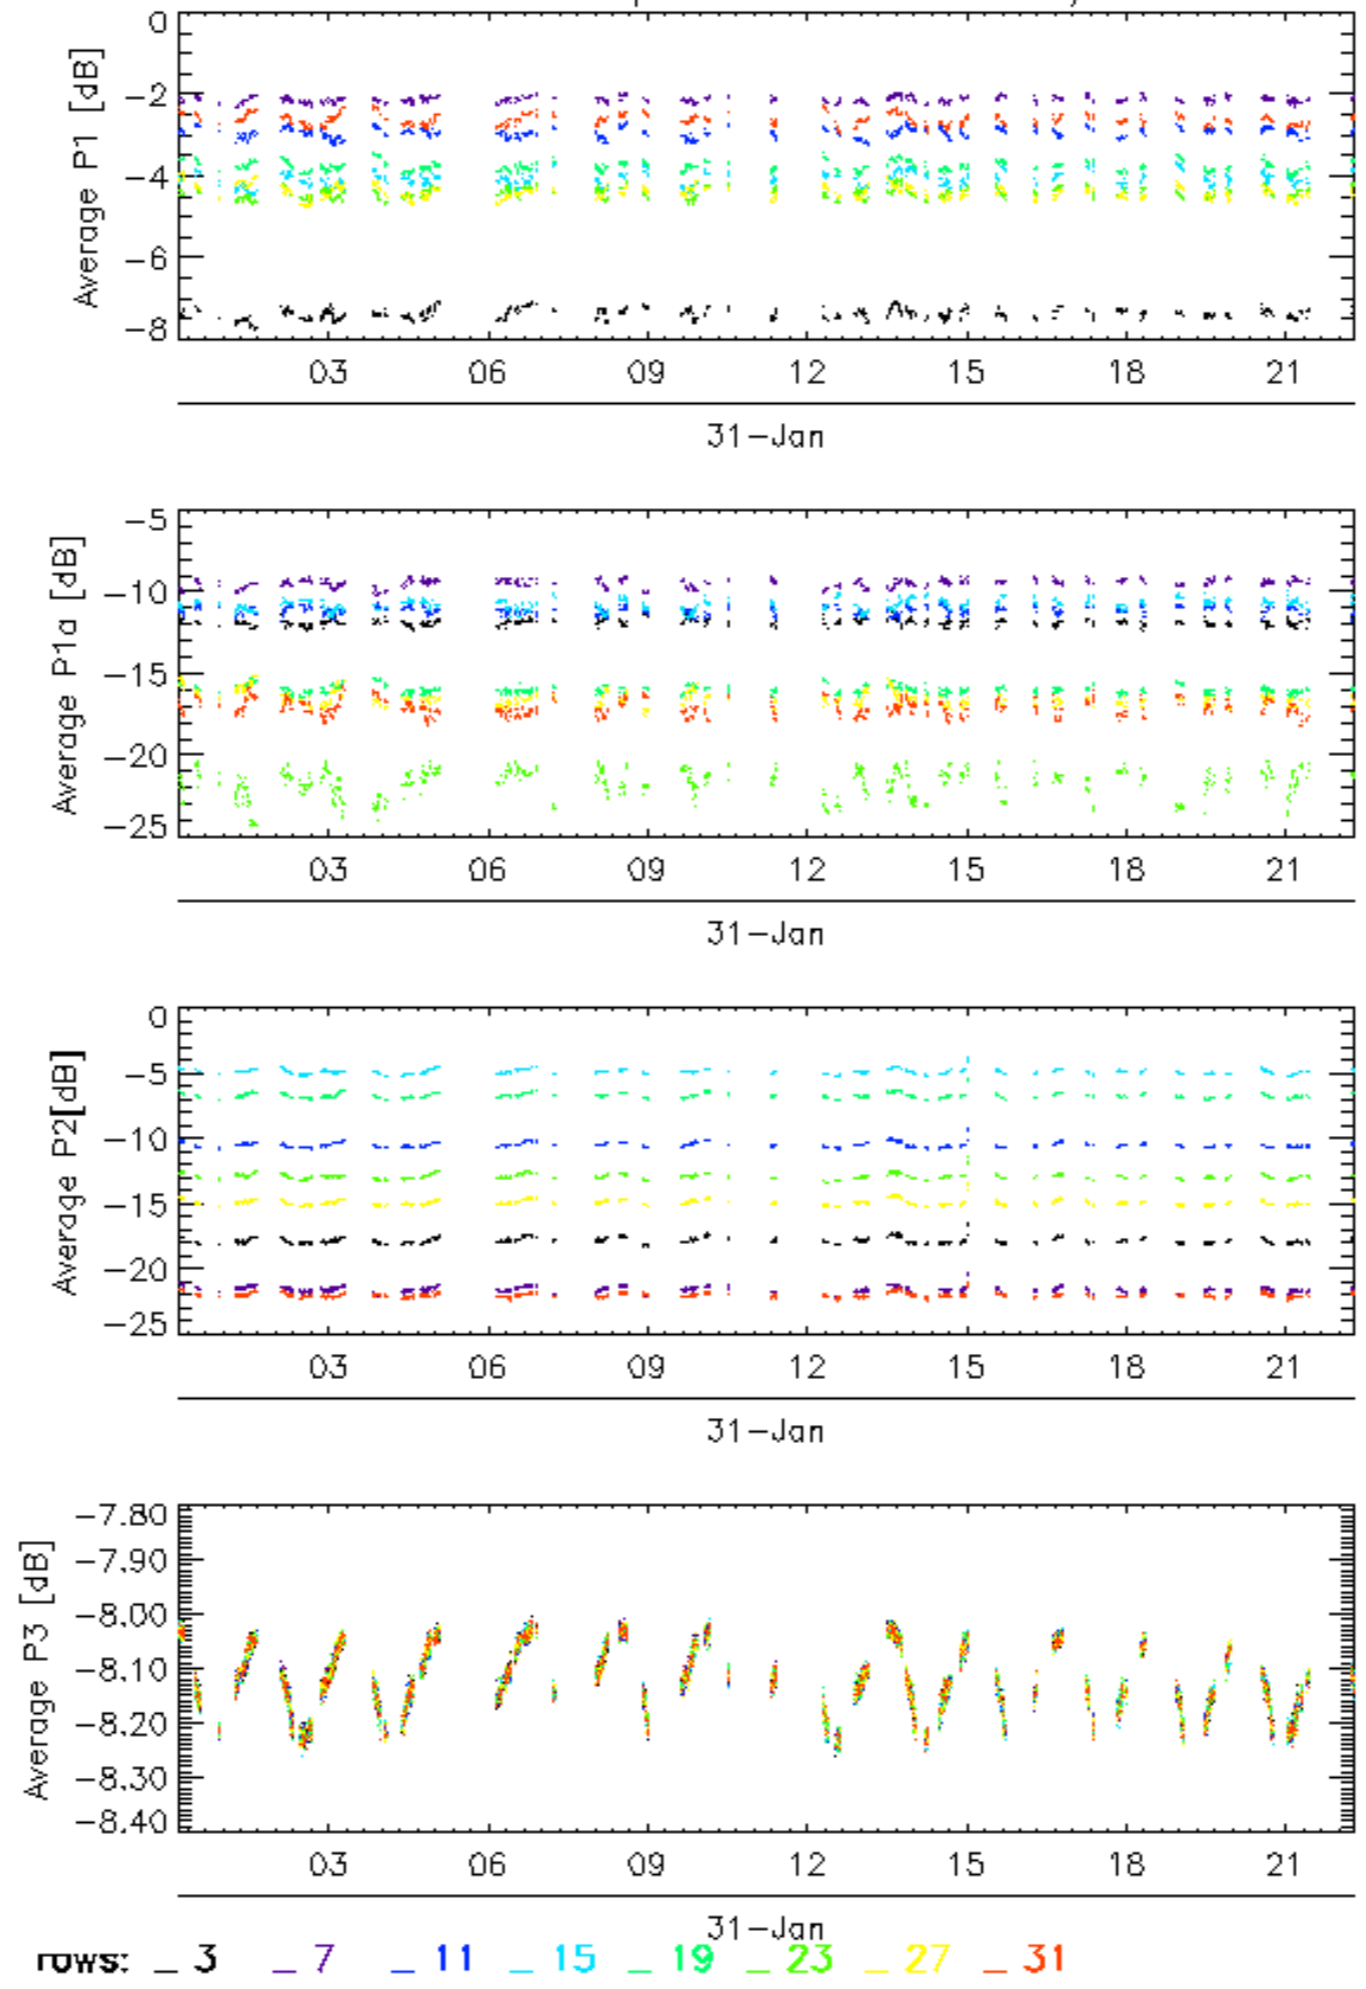 Average P1 [dB]
0
−2
−4
−6
−8
03 06 09 12 15 18 21
31−Jan
Average P1a [dB]
−5
−10
−15
−20
−25
03 06 09 12 15 18 21
31−Jan
Average P2[dB]
0
−5
−10
−15
−20
−25
03 06 09 12 15 18 21
31−Jan
Average P3 [dB]
−7.80
−7.90
−8.00
−8.10
−8.20
−8.30
−8.40
03 06 09 12 15 18 21
31−Jan
rows: _ 3 _ 7 _ 11 _ 15 _ 19 _ 23 _ 27 _ 31